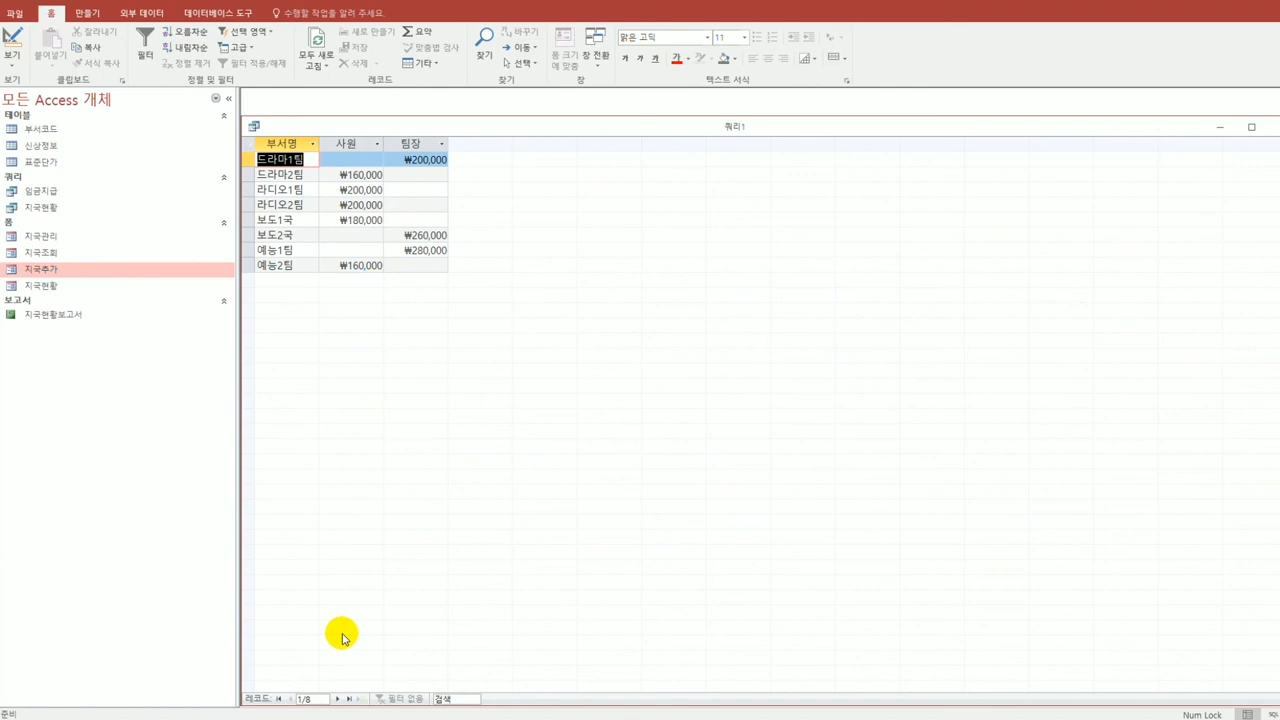 파일 홈 만들기 외부 데이터 데이터베이스 도구 수행할 작업을 알려 주세요.
보기 붙여넣기 잘라내기 복사 서식 복사
필터 오름차순 내림차순 정렬 제거 선택 영역 고급 필터 적용/해제
모두 새로 고침 새로 만들기 저장 삭제 요약 맞춤법 검사 기타
찾기 바꾸기 이동 선택
폼 크기에 맞춤 창 전환
맑은 고딕 11
가 가 가 가
보기 클립보드 정렬 및 필터 레코드 찾기 창 텍스트 서식
모든 Access 개체
테이블
부서코드
신상정보
표준단가
쿼리
임금지급
지국현황
폼
지국관리
지국조회
지국추가
지국현황
보고서
지국현황보고서
쿼리1
부서명 사원 팀장
드라마1팀 ₩200,000
드라마2팀 ₩160,000
라디오1팀 ₩200,000
라디오2팀 ₩200,000
보도1국 ₩180,000
보도2국 ₩260,000
예능1팀 ₩280,000
예능2팀 ₩160,000
레코드: 1/8 필터 없음 검색
준비 Num Lock SQL